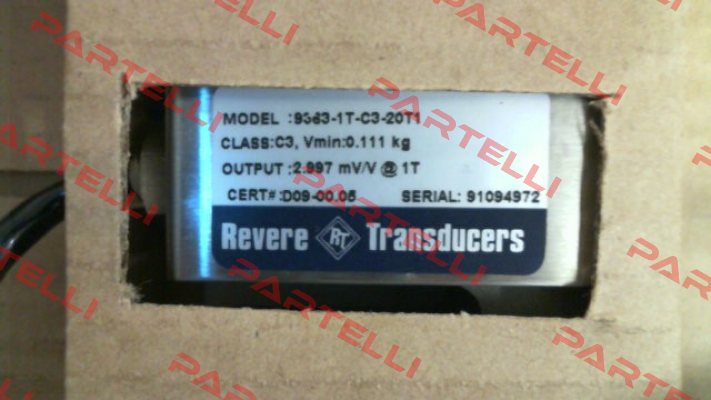 MODEL :9363-1T-C3-20T1
CLASS:C3, Vmin:0.111 kg
OUTPUT :2.997 mV/V @ 1T
CERT#:D09-00.05 SERIAL: 91094972
Revere RT Transducers
PARTELLI
PARTELLI
PARTELLI
PARTELLI
PARTELLI
PARTELLI
PARTELLI
PARTELLI